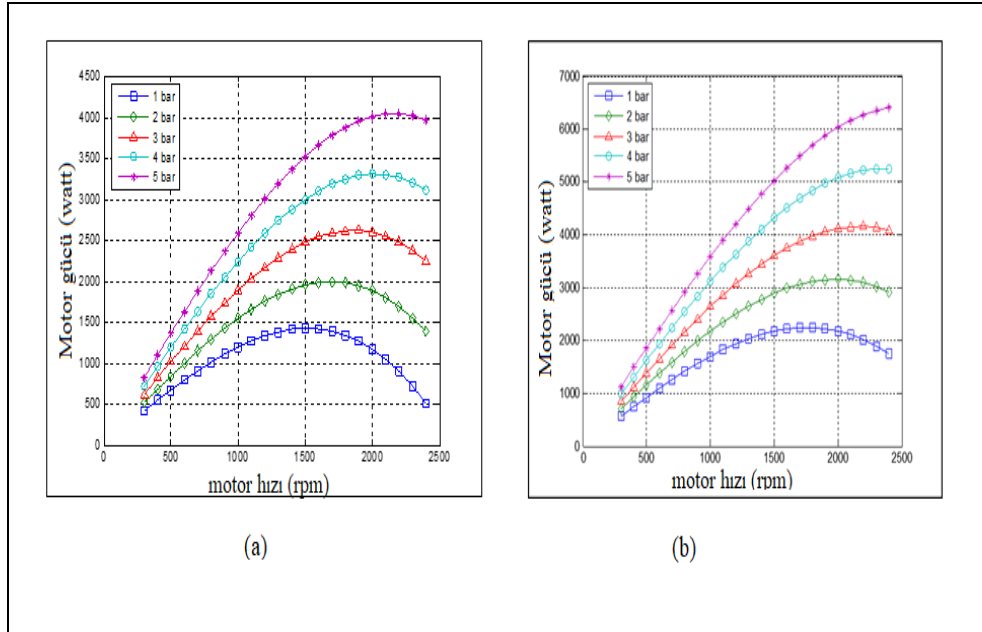 4500
4000
3500
3000
2500
2000
1500
1000
500
0
1 bar
2 bar
3 bar
4 bar
5 bar
Motor gücü (watt)
0 500 1000 1500 2000 2500
motor hızı (rpm)
(a)
7000
6000
5000
4000
3000
2000
1000
0
1 bar
2 bar
3 bar
4 bar
5 bar
Motor gücü (watt)
0 500 1000 1500 2000 2500
motor hızı (rpm)
(b)